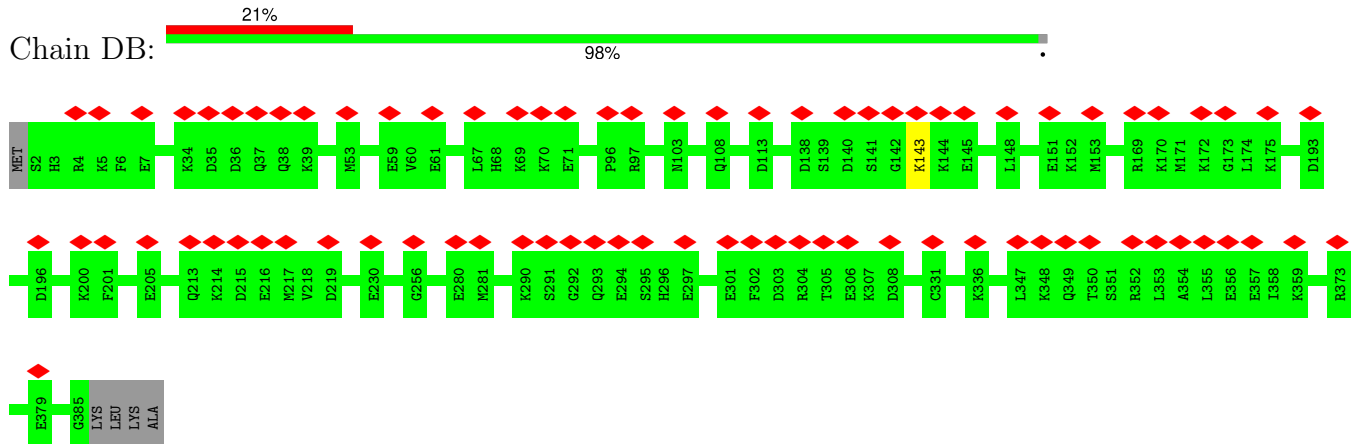 21%
Chain DB:
98%
.
MET S2 H3 R4 K5 F6 E7 K34 D35 D36 Q37 Q38 K39 M53 E59 V60 E61 L67 H68 K69 K70 E71 P96 R97 N103 Q108 D113 D138 S139 D140 S141 G142 K143 K144 E145 L148 E151 K152 M153 R169 K170 M171 K172 G173 L174 K175 D193
D196 K200 F201 E205 Q213 K214 D215 E216 M217 V218 D219 E230 G256 E280 M281 K290 S291 G292 Q293 E294 S295 H296 E297 E301 F302 D303 R304 T305 E306 K307 D308 C331 K336 L347 K348 Q349 T350 S351 R352 L353 A354 L355 E356 E357 I358 K359 R373
E379 G385 LYS LEU LYS ALA